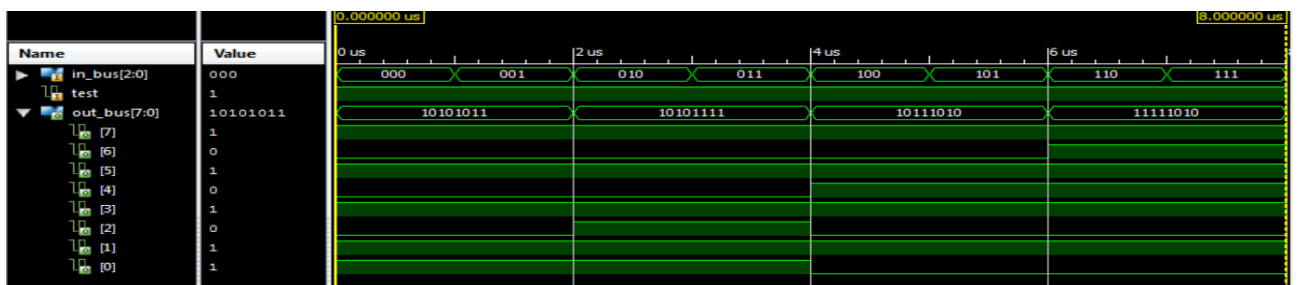 0.000000 us 8.000000 us
Name Value 0 us 2 us 4 us 6 us
in_bus[2:0] 000 000 001 010 011 100 101 110 111
test 1
out_bus[7:0] 10101011 10101011 10101111 10111010 11111010
[7] 1
[6] 0
[5] 1
[4] 0
[3] 1
[2] 0
[1] 1
[0] 1